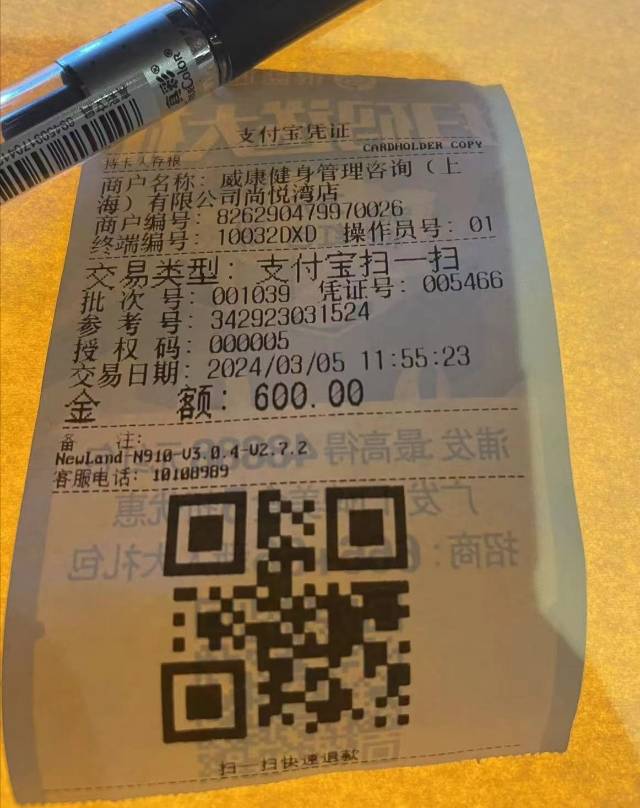 真彩
支付宝凭证
CARDHOLDER COPY
持卡人存根
商户名称: 威康健身管理咨询（上
海）有限公司尚悦湾店
商户编号: 826290479970026
终端编号: 10032DXD 操作员号: 01
交易类型: 支付宝扫一扫
批 次 号: 001039 凭证号: 005466
参 考 号: 342923031524
授 权 码: 000005
交易日期: 2024/03/05 11:55:23
金 额: 600.00
备 注:
NewLand-N910-V3.0.4-V2.7.2
客服电话: 10108989
扫一扫快速退款